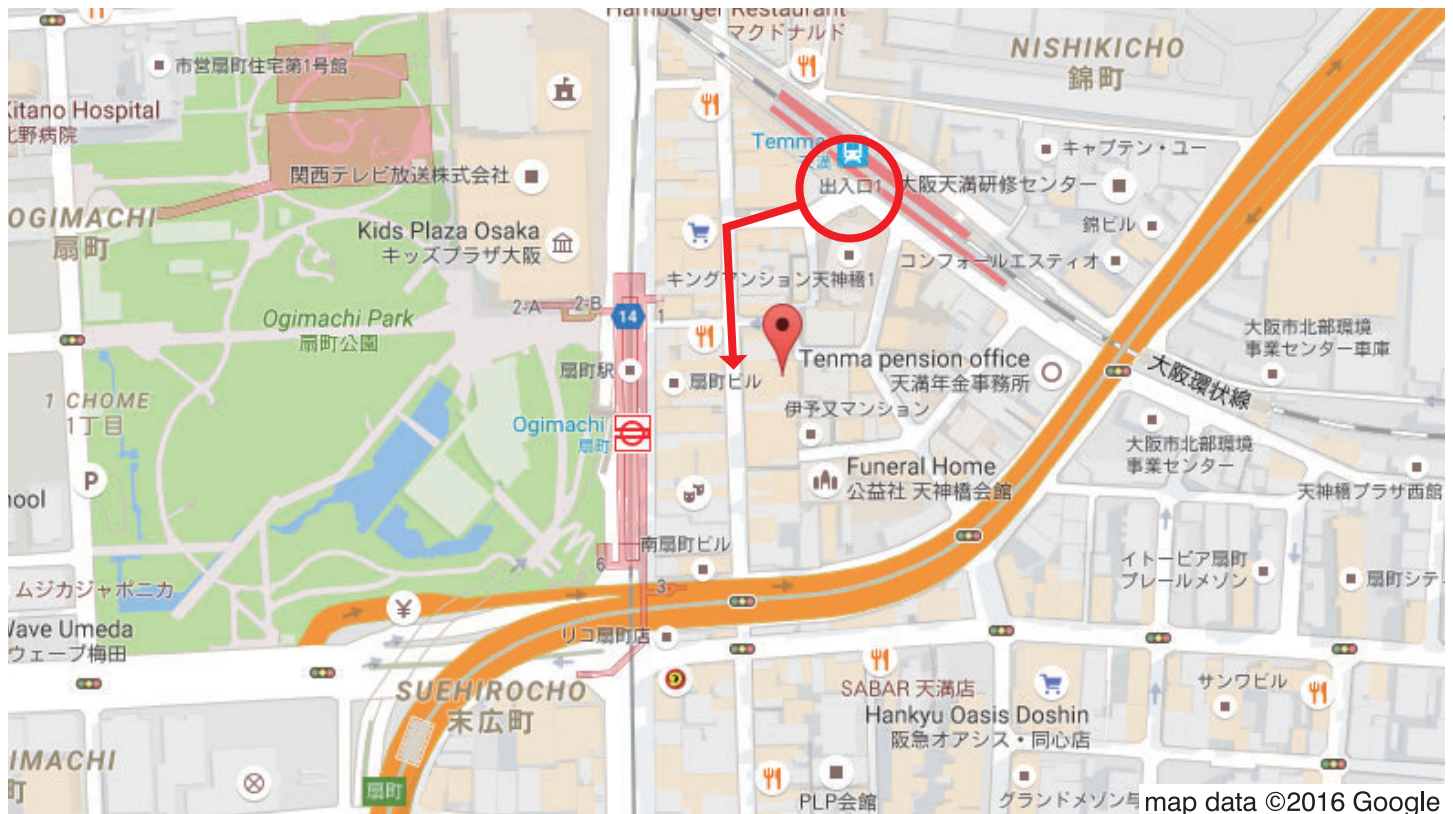 Hamburger Restaurant
マクドナルド
NISHIKICHO
錦町
市営扇町住宅第1号館
Kitano Hospital
北野病院
Temma
天満
出入口1
キャプテン・ユー
大阪天満研修センター
関西テレビ放送株式会社
OGIMACHI
扇町
Kids Plaza Osaka
キッズプラザ大阪
錦ビル
コンフォールエスティオ
キングマンション天神橋1
2-A
2-B
14
1
Ogimachi Park
扇町公園
大阪市北部環境
事業センター車庫
扇町駅
扇町ビル
Tenma pension office
天満年金事務所
大阪環状線
1 CHOME
1丁目
伊予又マンション
Ogimachi
扇町
大阪市北部環境
事業センター
P
Funeral Home
公益社 天神橋会館
天神橋プラザ西館
hool
南扇町ビル
6
3
イトーピア扇町
プレールメゾン
扇町シテ
ムジカジャポニカ
¥
Wave Umeda
ウェーブ梅田
リコ扇町店
SUEHIROCHO
末広町
SABAR 天満店
Hankyu Oasis Doshin
阪急オアシス・同心店
サンワビル
IMACHI
町
扇町
PLP会館
グランドメゾン与
map data ©2016 Google